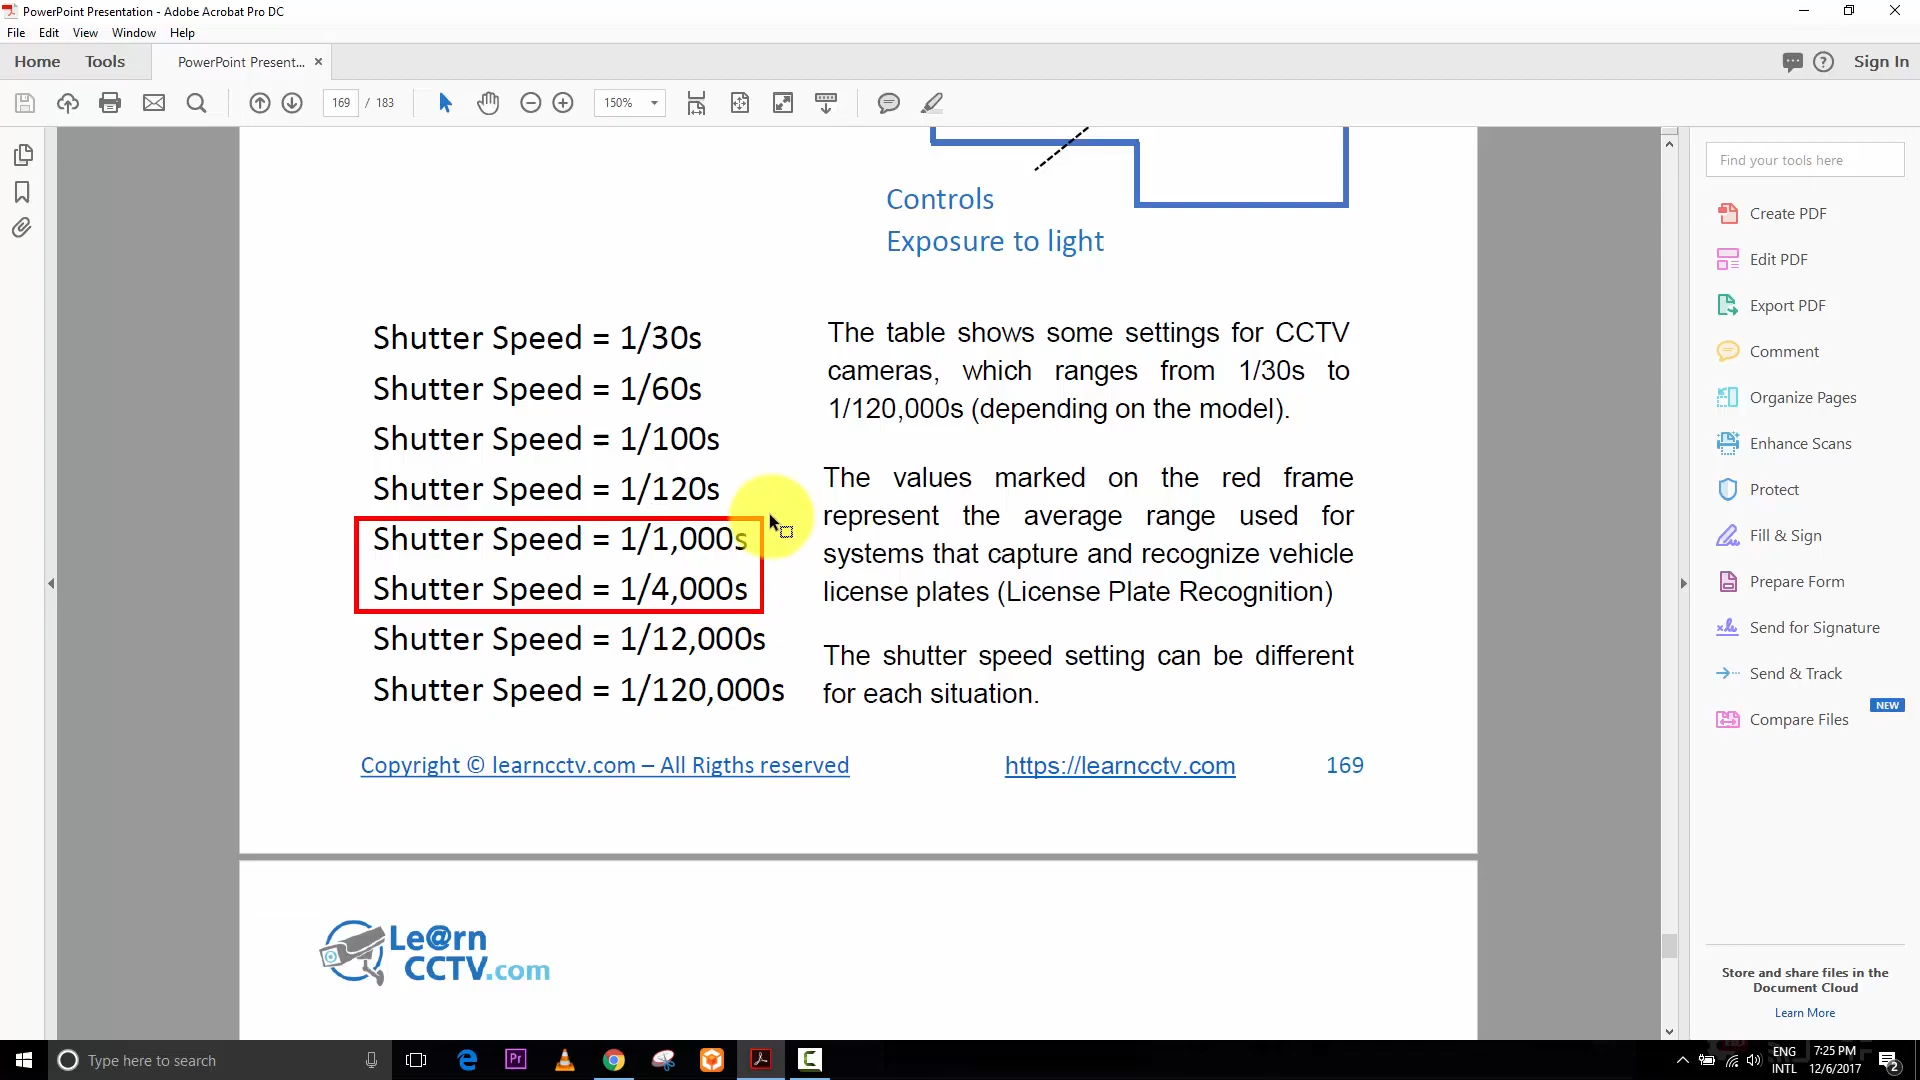 PowerPoint Presentation - Adobe Acrobat Pro DC
File Edit View Window Help
Home Tools PowerPoint Present... × Sign In
169 / 183 150%
Find your tools here
Create PDF
Edit PDF
Export PDF
Comment
Organize Pages
Enhance Scans
Protect
Fill & Sign
Prepare Form
Send for Signature
Send & Track
NEW
Compare Files
Store and share files in the
Document Cloud
Learn More
Controls
Exposure to light
Shutter Speed = 1/30s
Shutter Speed = 1/60s
Shutter Speed = 1/100s
Shutter Speed = 1/120s
Shutter Speed = 1/1,000s
Shutter Speed = 1/4,000s
Shutter Speed = 1/12,000s
Shutter Speed = 1/120,000s
The table shows some settings for CCTV
cameras, which ranges from 1/30s to
1/120,000s (depending on the model).
The values marked on the red frame
represent the average range used for
systems that capture and recognize vehicle
license plates (License Plate Recognition)
The shutter speed setting can be different
for each situation.
Copyright © learncctv.com – All Rigths reserved https://learncctv.com 169
Le@rn
CCTV.com
Type here to search
Pr
ENG
INTL
7:25 PM
12/6/2017
2